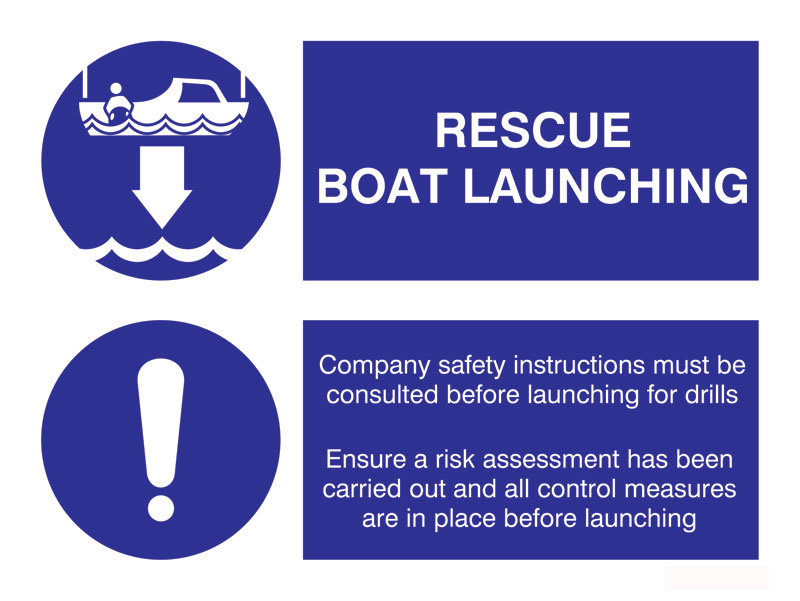 RESCUE
BOAT LAUNCHING
Company safety instructions must be
consulted before launching for drills
Ensure a risk assessment has been
carried out and all control measures
are in place before launching